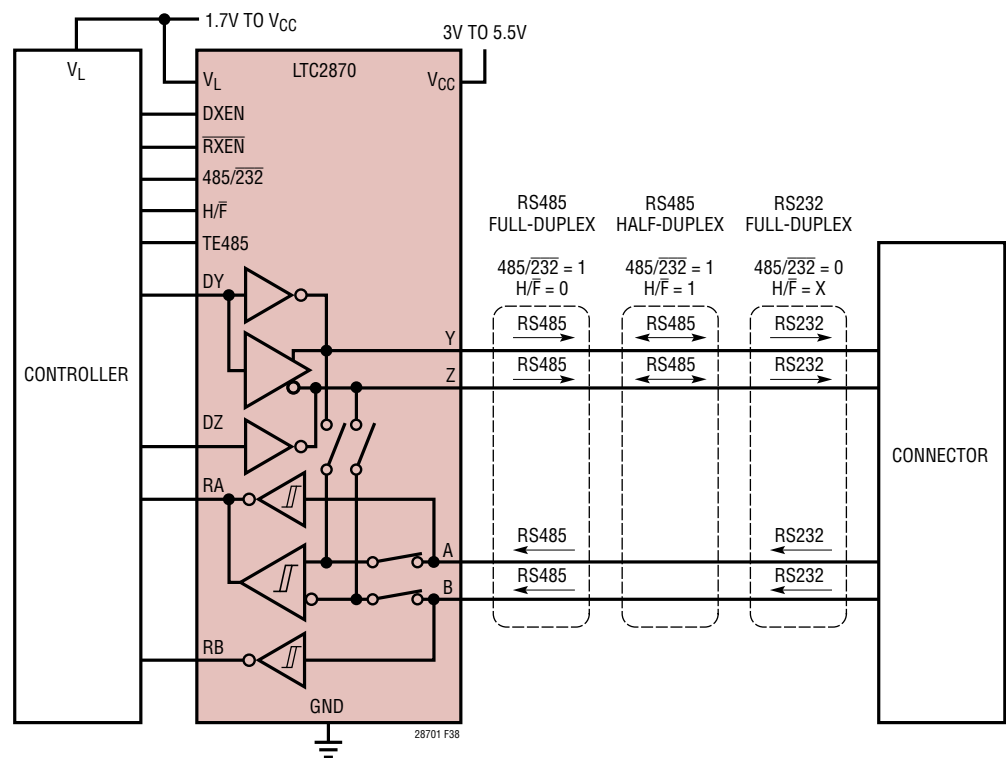 1.7V TO VCC
3V TO 5.5V
VL
LTC2870
VL
VCC
DXEN
RXEN
485/232
H/F
TE485
DY
CONTROLLER
DZ
RA
RB
GND
28701 F38
Y
Z
A
B
RS485
FULL-DUPLEX
485/232 = 1
H/F = 0
RS485
RS485
RS485
RS485
RS485
HALF-DUPLEX
485/232 = 1
H/F = 1
RS485
RS485
RS232
FULL-DUPLEX
485/232 = 0
H/F = X
RS232
RS232
RS232
RS232
CONNECTOR